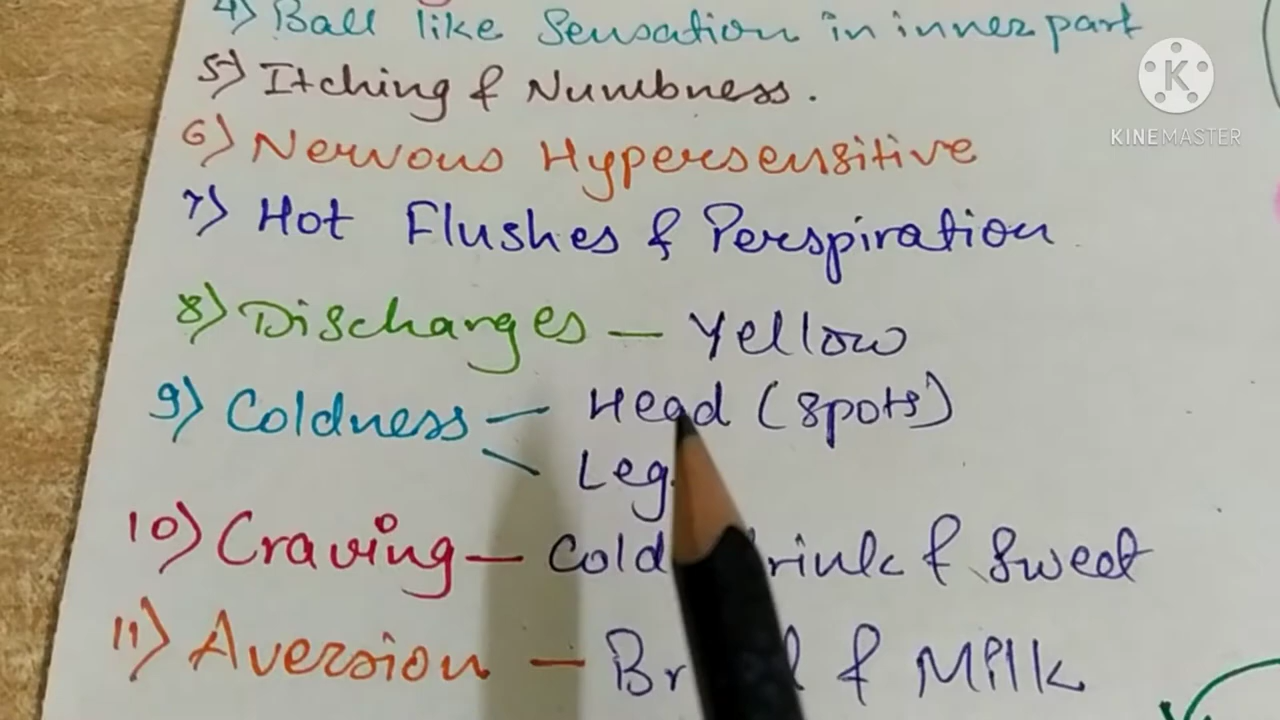 4) Ball like Sensation in inner part
5) Itching & Numbness.
6) Nervous Hypersensitive
7) Hot Flushes & Perspiration
8) Discharges — Yellow
9) Coldness — Head (spots)
Leg
10) Craving — Cold & Sweet
11) Aversion — & Milk
K
KINEMASTER